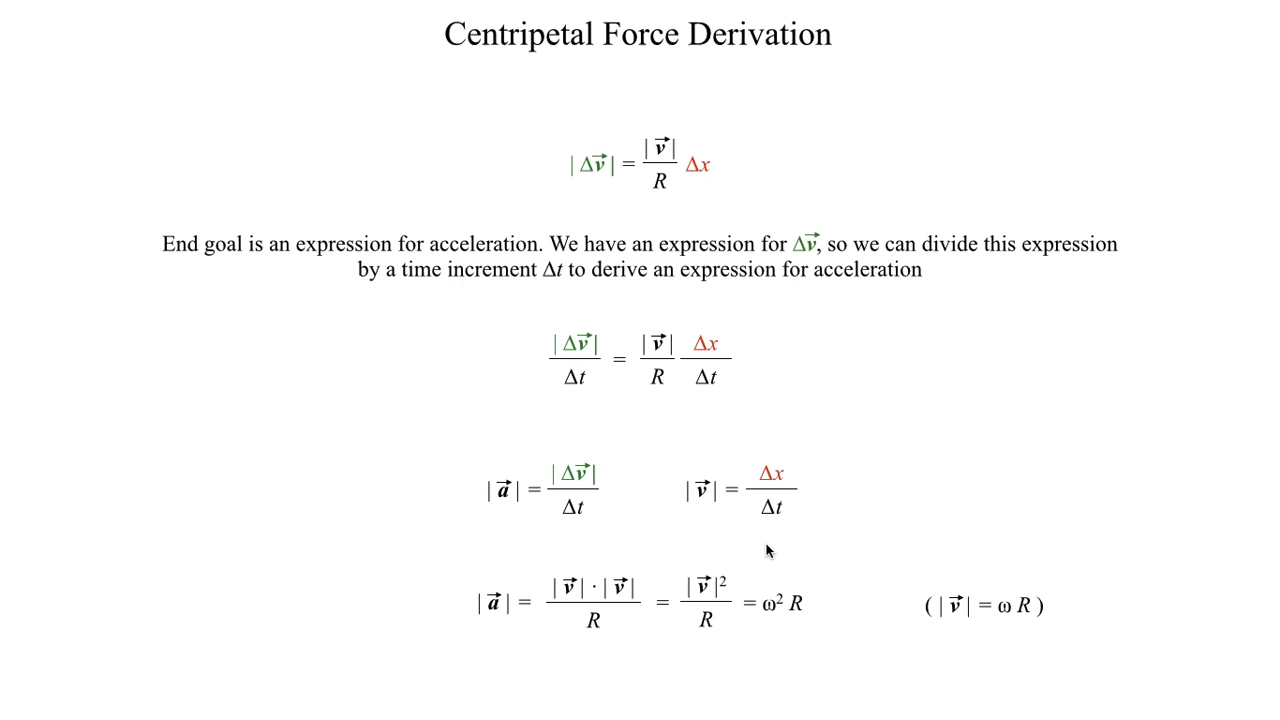 Centripetal Force Derivation
|Δv⃗| = |v⃗| / R Δx
End goal is an expression for acceleration. We have an expression for Δv⃗, so we can divide this expression
by a time increment Δt to derive an expression for acceleration
|Δv⃗| / Δt = |v⃗| / R Δx / Δt
|a⃗| = |Δv⃗| / Δt |v⃗| = Δx / Δt
|a⃗| = |v⃗| · |v⃗| / R = |v⃗|² / R = ω² R ( |v⃗| = ω R )